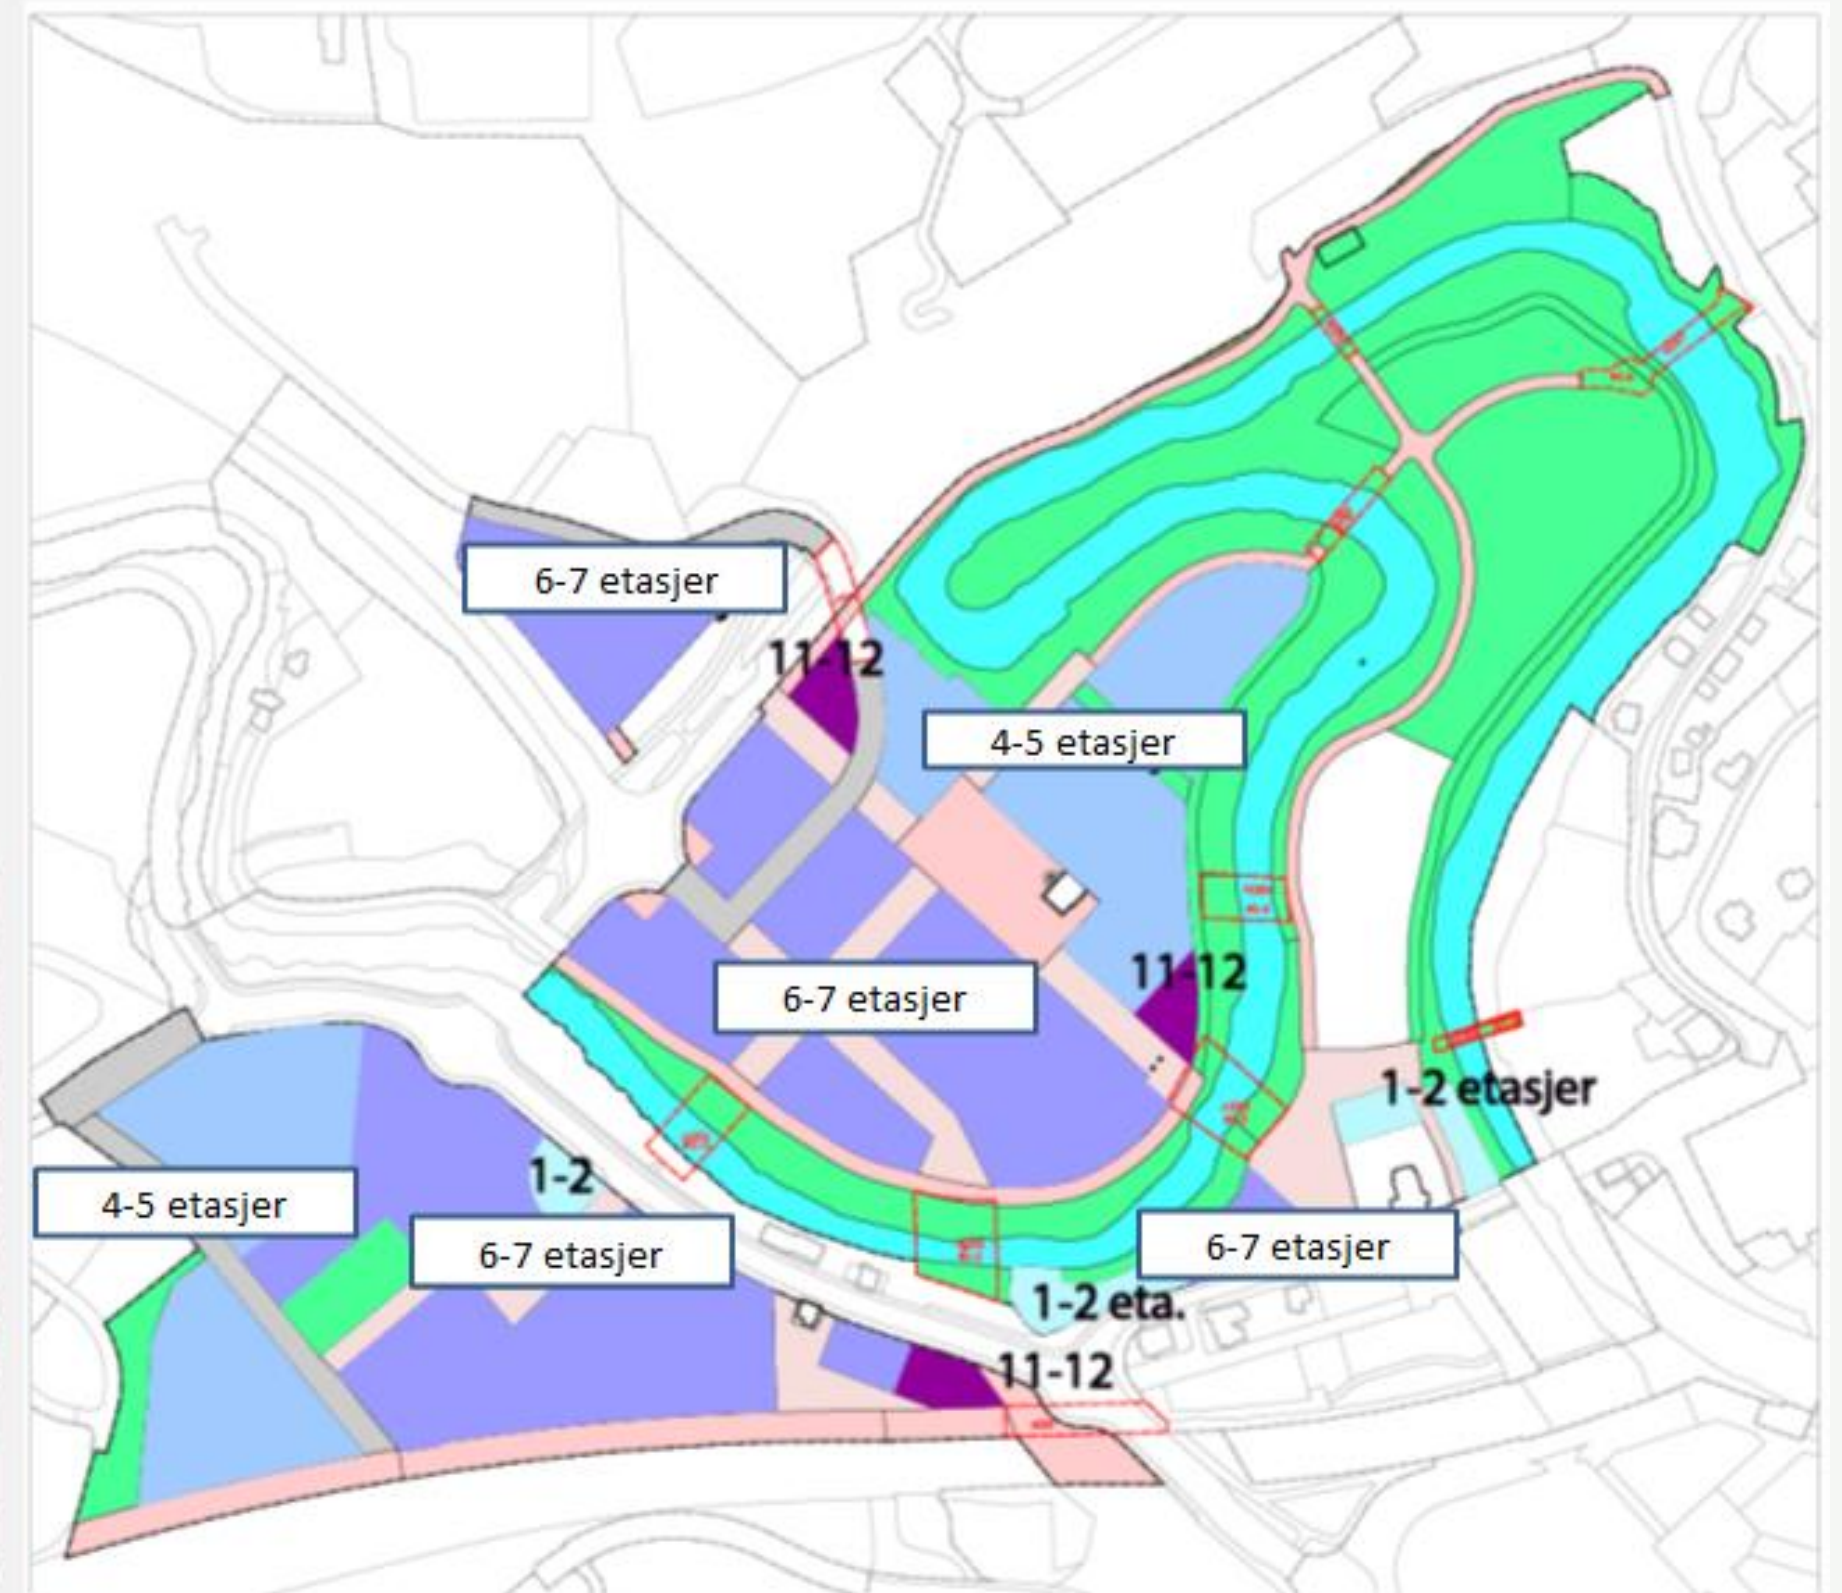 6-7 etasjer
11-12
4-5 etasjer
11-12
6-7 etasjer
1-2 etasjer
1-2
4-5 etasjer
6-7 etasjer
6-7 etasjer
1-2 eta.
11-12